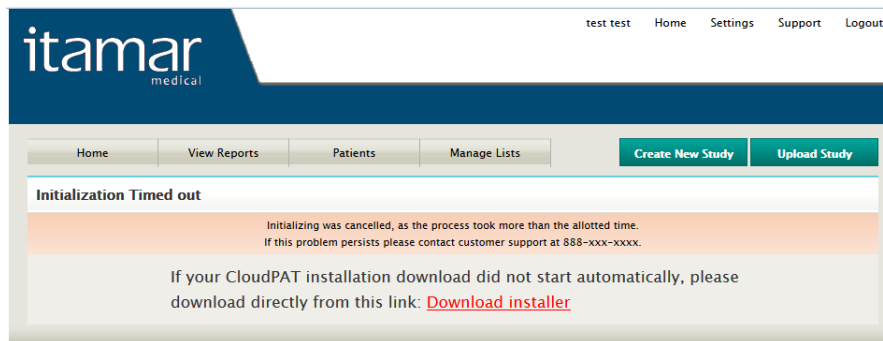 test test Home Settings Support Logout
itamar
medical
Home View Reports Patients Manage Lists Create New Study Upload Study
Initialization Timed out
Initializing was cancelled, as the process took more than the allotted time.
If this problem persists please contact customer support at 888-xxx-xxxx.
If your CloudPAT installation download did not start automatically, please
download directly from this link: Download installer